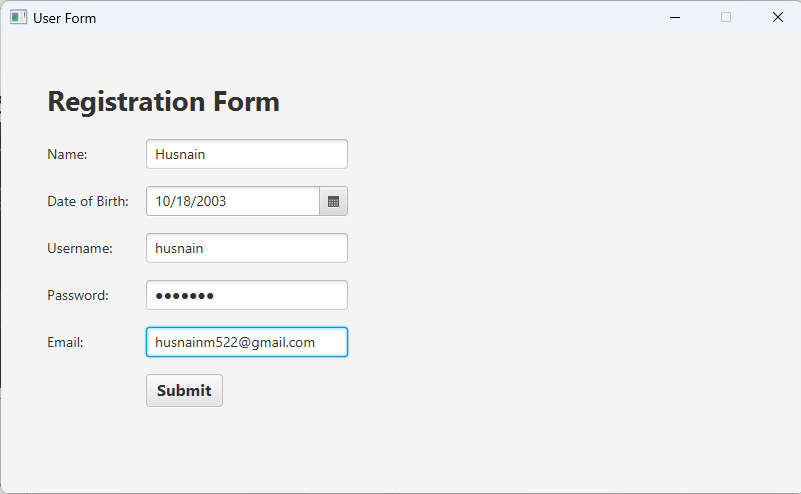 User Form
Registration Form
Name: Husnain
Date of Birth: 10/18/2003
Username: husnain
Password: ●●●●●●●
Email: husnainm522@gmail.com
Submit